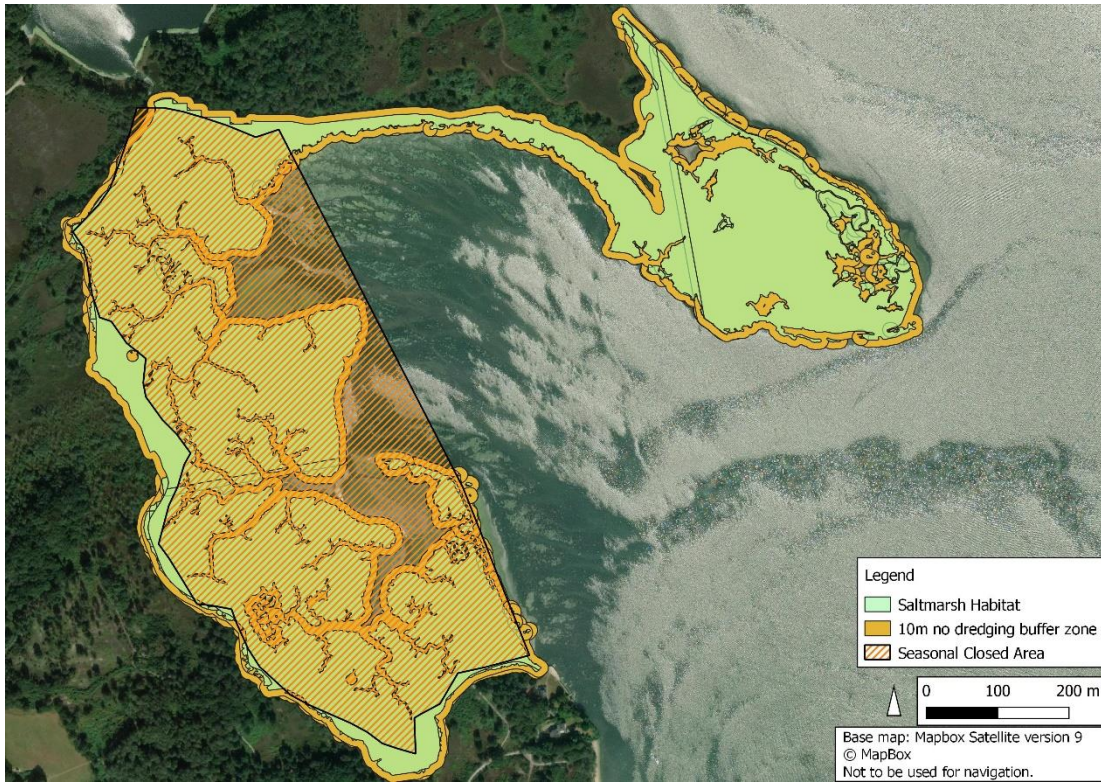 Legend
Saltmarsh Habitat
10m no dredging buffer zone
Seasonal Closed Area
0 100 200 m
Base map: Mapbox Satellite version 9
© MapBox
Not to be used for navigation.